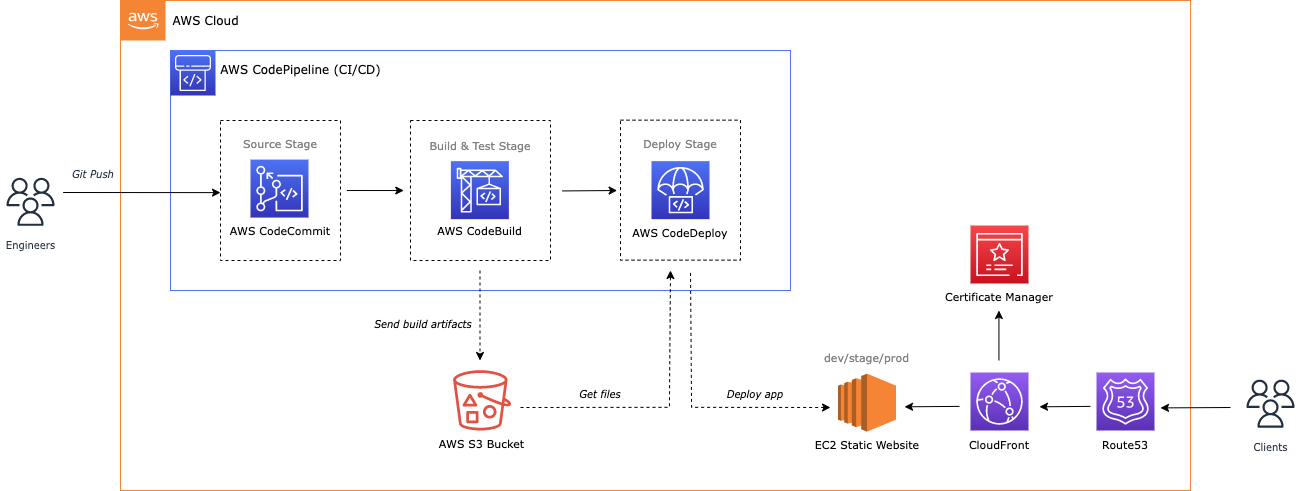 aws
AWS Cloud
AWS CodePipeline (CI/CD)
Source Stage
AWS CodeCommit
Build & Test Stage
AWS CodeBuild
Deploy Stage
AWS CodeDeploy
Git Push
Engineers
Send build artifacts
AWS S3 Bucket
Get files
Deploy app
dev/stage/prod
EC2 Static Website
Certificate Manager
CloudFront
53
Route53
Clients